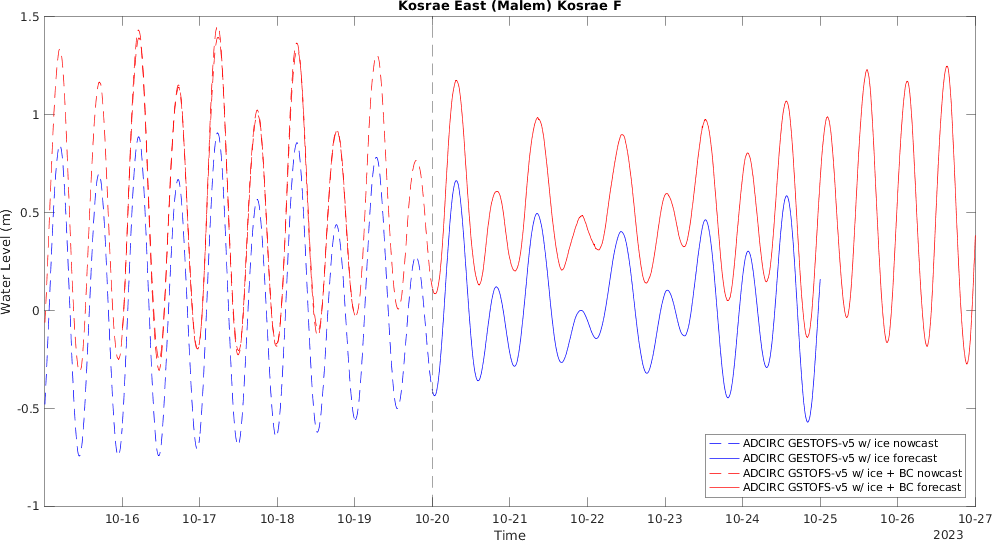 Kosrae East (Malem) Kosrae F
1.5
1
0.5
0
-0.5
-1
Water Level (m)
10-16 10-17 10-18 10-19 10-20 10-21 10-22 10-23 10-24 10-25 10-26 10-27
Time
2023
ADCIRC GESTOFS-v5 w/ ice nowcast
ADCIRC GESTOFS-v5 w/ ice forecast
ADCIRC GSTOFS-v5 w/ ice + BC nowcast
ADCIRC GSTOFS-v5 w/ ice + BC forecast